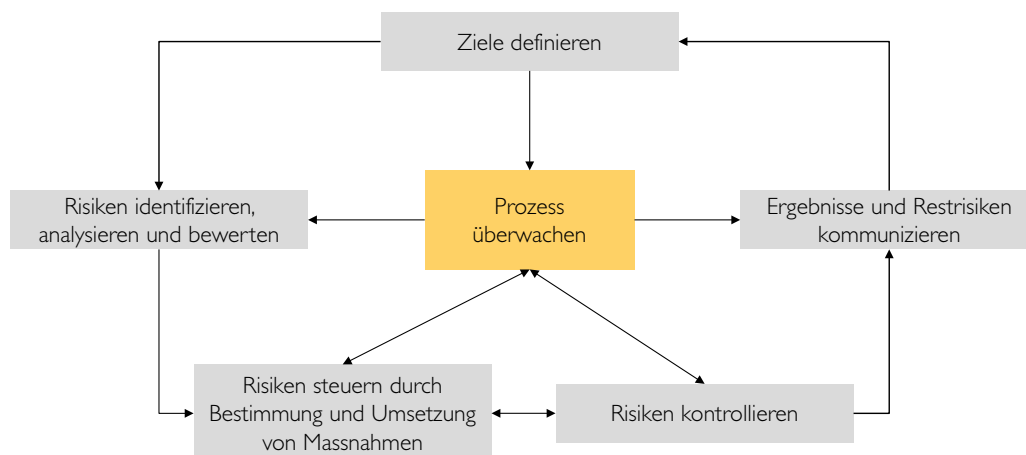 Ziele definieren
Risiken identifizieren,
analysieren und bewerten
Prozess
überwachen
Ergebnisse und Restrisiken
kommunizieren
Risiken steuern durch
Bestimmung und Umsetzung
von Massnahmen
Risiken kontrollieren